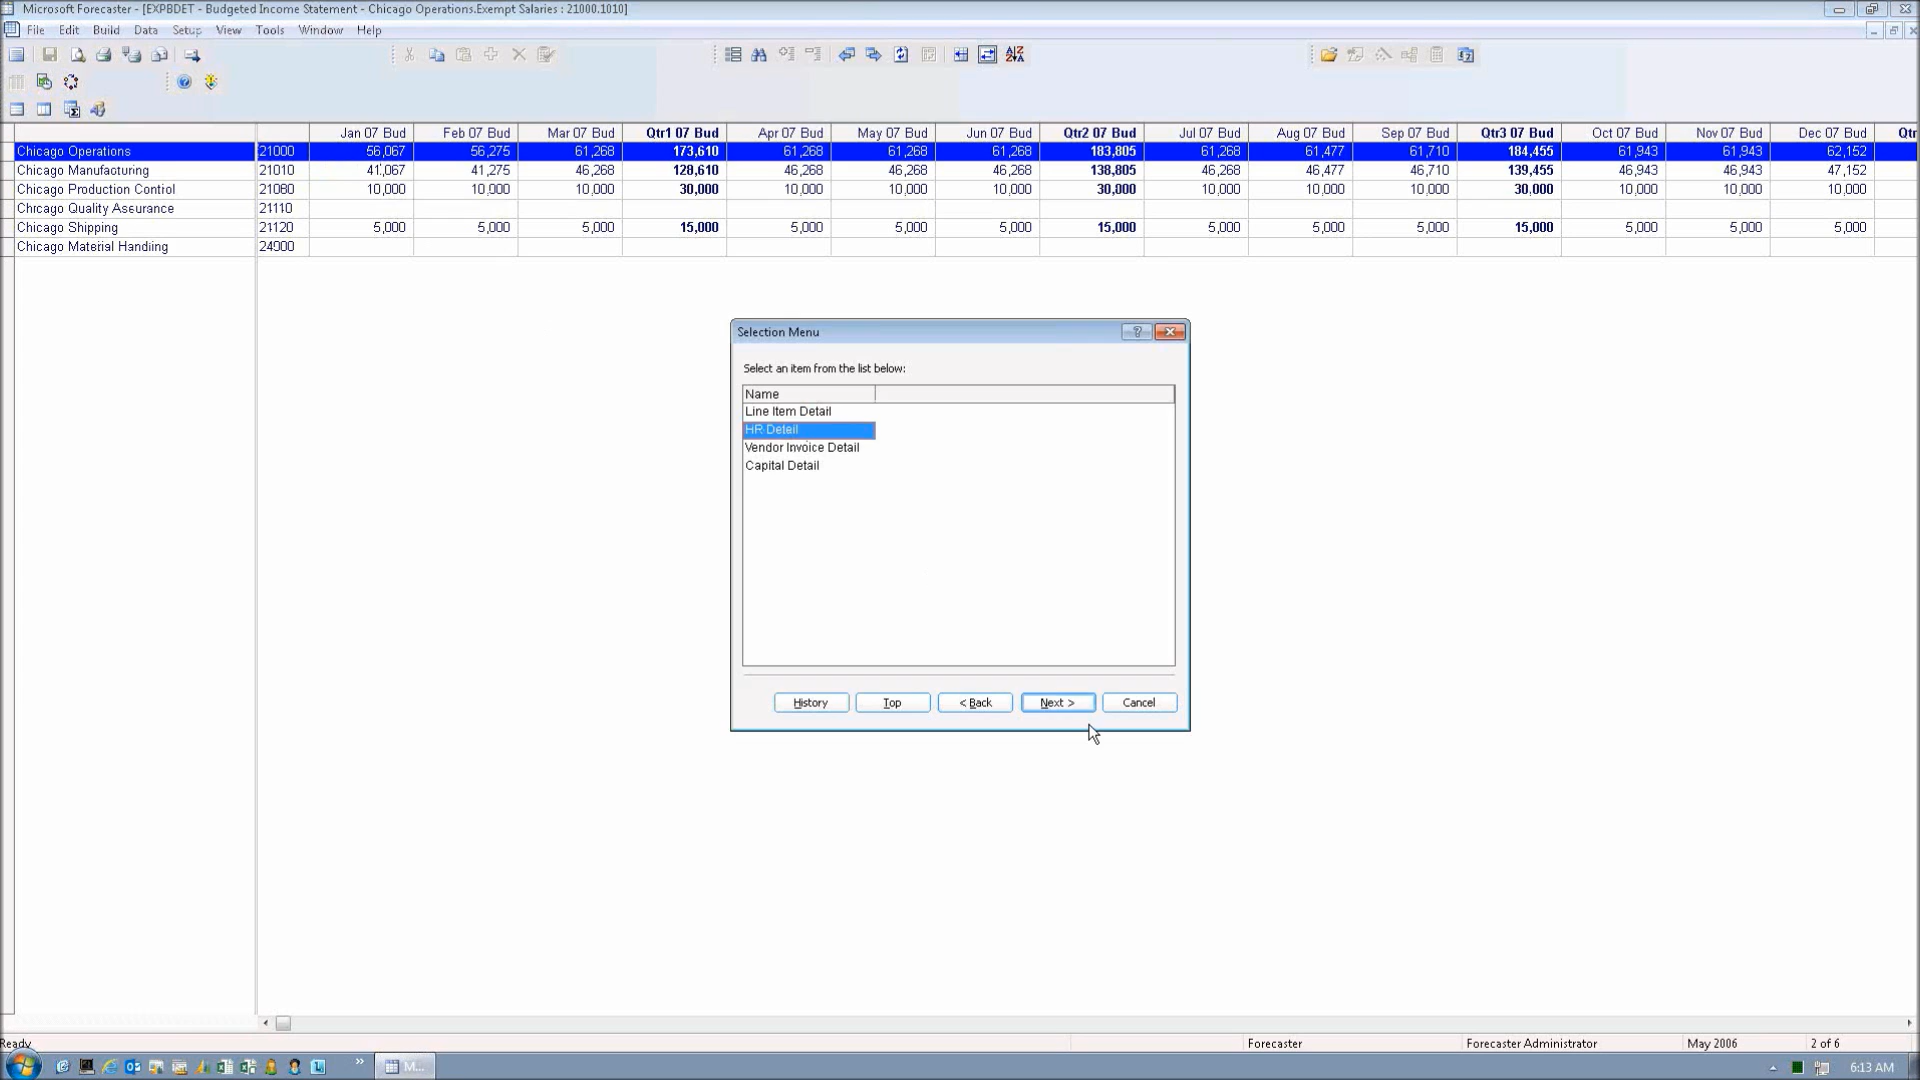 Microsoft Forecaster - [EXPBDET - Budgeted Income Statement - Chicago Operations.Exempt Salaries : 21000.1010]
File Edit Build Data Setup View Tools Window Help
Jan 07 Bud Feb 07 Bud Mar 07 Bud Qtr1 07 Bud Apr 07 Bud May 07 Bud Jun 07 Bud Qtr2 07 Bud Jul 07 Bud Aug 07 Bud Sep 07 Bud Qtr3 07 Bud Oct 07 Bud Nov 07 Bud Dec 07 Bud Qtr
Chicago Operations 21000 56,067 56,275 61,268 173,610 61,268 61,268 61,268 183,805 61,268 61,477 61,710 184,455 61,943 61,943 62,152
Chicago Manufacturing 21010 41,067 41,275 46,268 128,610 46,268 46,268 46,268 138,805 46,268 46,477 46,710 139,455 46,943 46,943 47,152
Chicago Production Control 21080 10,000 10,000 10,000 30,000 10,000 10,000 10,000 30,000 10,000 10,000 10,000 30,000 10,000 10,000 10,000
Chicago Quality Assurance 21110
Chicago Shipping 21120 5,000 5,000 5,000 15,000 5,000 5,000 5,000 15,000 5,000 5,000 5,000 15,000 5,000 5,000 5,000
Chicago Material Handling 24900
Selection Menu
Select an item from the list below:
Name
Line Item Detail
HR Detail
Vendor Invoice Detail
Capital Detail
History Top < Back Next > Cancel
Ready Forecaster Forecaster Administrator May 2006 2 of 6
M... 6:13 AM